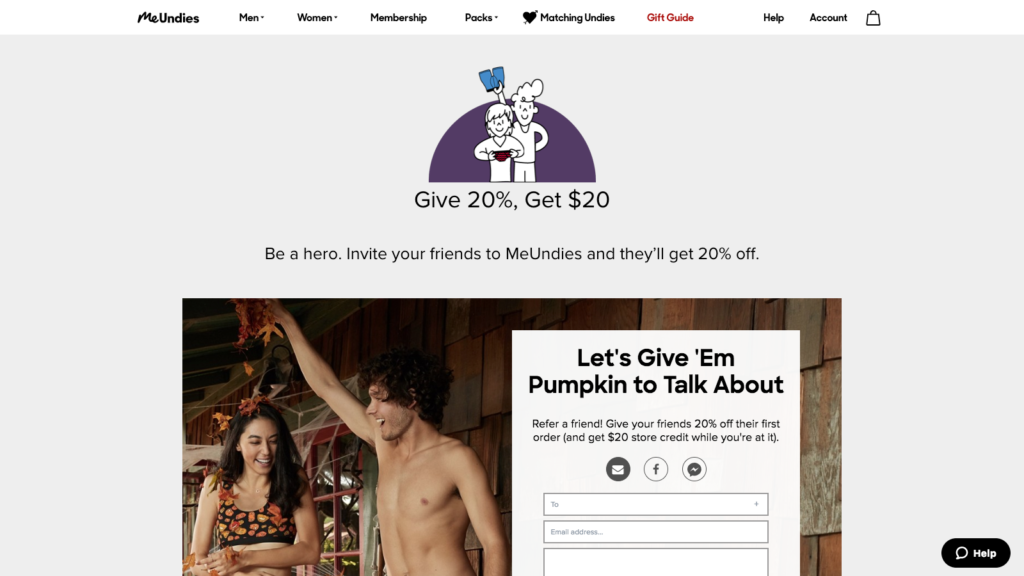 MeUndies
Men
Women
Membership
Packs
Matching Undies
Gift Guide
Help
Account
Give 20%, Get $20
Be a hero. Invite your friends to MeUndies and they’ll get 20% off.
Let's Give 'Em
Pumpkin to Talk About
Refer a friend! Give your friends 20% off their first
order (and get $20 store credit while you're at it).
To +
Email address...
Help